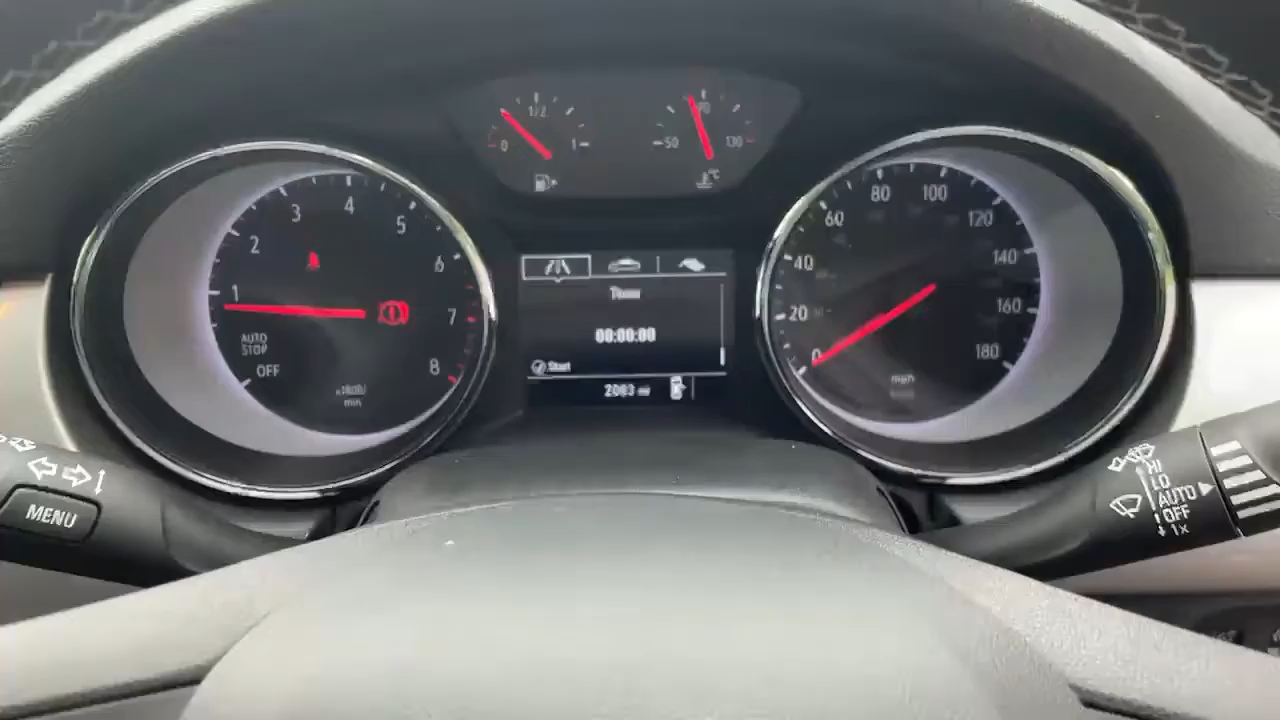 0 1/2 1
50 90 130
°C
1 2 3 4 5 6 7 8
AUTO
STOP
OFF
min
Timer
00:00:00
Start
2083 mi
0 20 40 60 80 100 120 140 160 180
mph
MENU
HI
LO
AUTO
OFF
1x